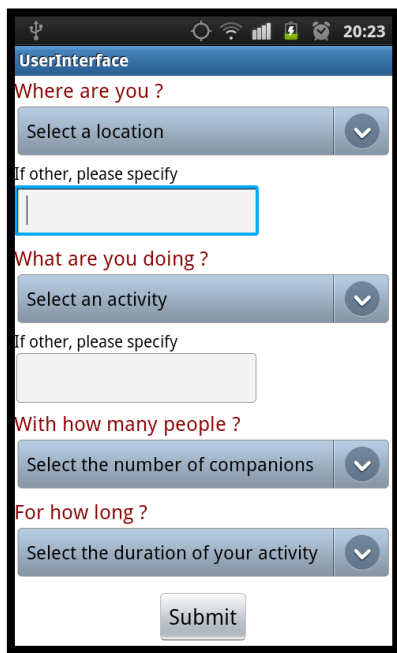 20:23
UserInterface
Where are you ?
Select a location
If other, please specify
What are you doing ?
Select an activity
If other, please specify
With how many people ?
Select the number of companions
For how long ?
Select the duration of your activity
Submit